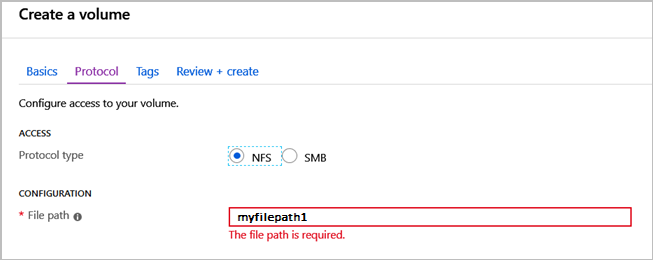 Create a volume
Basics Protocol Tags Review + create
Configure access to your volume.
ACCESS
Protocol type NFS SMB
CONFIGURATION
* File path myfilepath1
The file path is required.